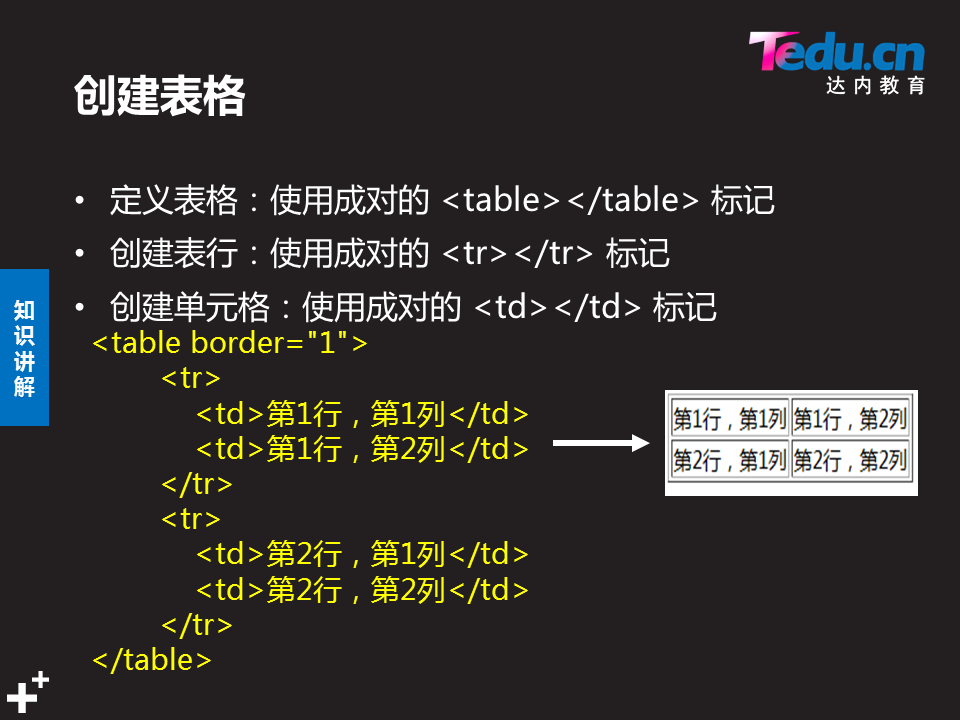 Tedu.cn
达内教育
创建表格
• 定义表格：使用成对的 <table></table> 标记
• 创建表行：使用成对的 <tr></tr> 标记
• 创建单元格：使用成对的 <td></td> 标记
知识讲解
<table border="1">
<tr>
<td>第1行，第1列</td>
<td>第1行，第2列</td>
</tr>
<tr>
<td>第2行，第1列</td>
<td>第2行，第2列</td>
</tr>
</table>
第1行，第1列 第1行，第2列
第2行，第1列 第2行，第2列